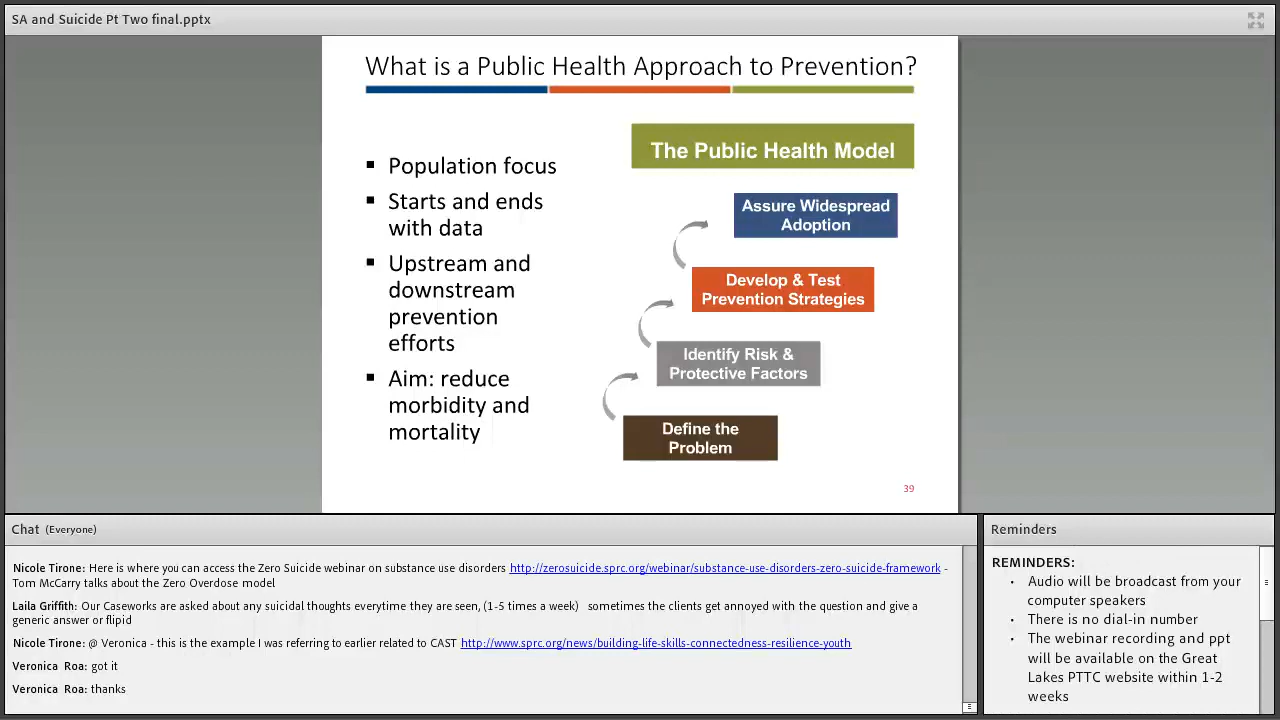 SA and Suicide Pt Two final.pptx
What is a Public Health Approach to Prevention?
▪ Population focus
▪ Starts and ends
with data
▪ Upstream and
downstream
prevention
efforts
▪ Aim: reduce
morbidity and
mortality
The Public Health Model
Assure Widespread
Adoption
Develop & Test
Prevention Strategies
Identify Risk &
Protective Factors
Define the
Problem
39
Chat (Everyone)
Nicole Tirone: Here is where you can access the Zero Suicide webinar on substance use disorders http://zerosuicide.sprc.org/webinar/substance-use-disorders-zero-suicide-framework -
Tom McCarry talks about the Zero Overdose model
Laila Griffith: Our Caseworks are asked about any suicidal thoughts everytime they are seen, (1-5 times a week) sometimes the clients get annoyed with the question and give a
generic answer or flipid
Nicole Tirone: @ Veronica - this is the example I was referring to earlier related to CAST http://www.sprc.org/news/building-life-skills-connectedness-resilience-youth
Veronica Roa: got it
Veronica Roa: thanks
Reminders
REMINDERS:
• Audio will be broadcast from your
computer speakers
• There is no dial-in number
• The webinar recording and ppt
will be available on the Great
Lakes PTTC website within 1-2
weeks